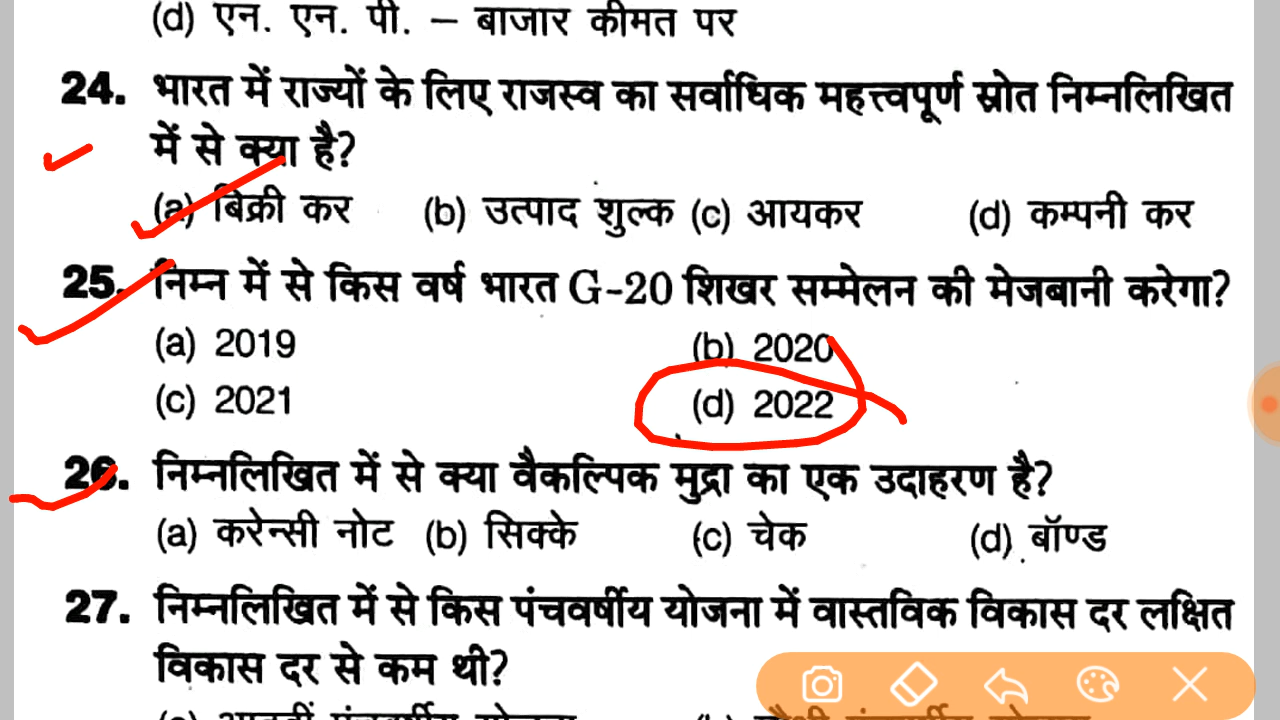 (d) एन. एन. पी. – बाजार कीमत पर
24. भारत में राज्यों के लिए राजस्व का सर्वाधिक महत्त्वपूर्ण स्रोत निम्नलिखित
में से क्या है?
(a) बिक्री कर (b) उत्पाद शुल्क (c) आयकर (d) कम्पनी कर
25. निम्न में से किस वर्ष भारत G-20 शिखर सम्मेलन की मेजबानी करेगा?
(a) 2019 (b) 2020
(c) 2021 (d) 2022
26. निम्नलिखित में से क्या वैकल्पिक मुद्रा का एक उदाहरण है?
(a) करेन्सी नोट (b) सिक्के (c) चेक (d) बॉण्ड
27. निम्नलिखित में से किस पंचवर्षीय योजना में वास्तविक विकास दर लक्षित
विकास दर से कम थी?